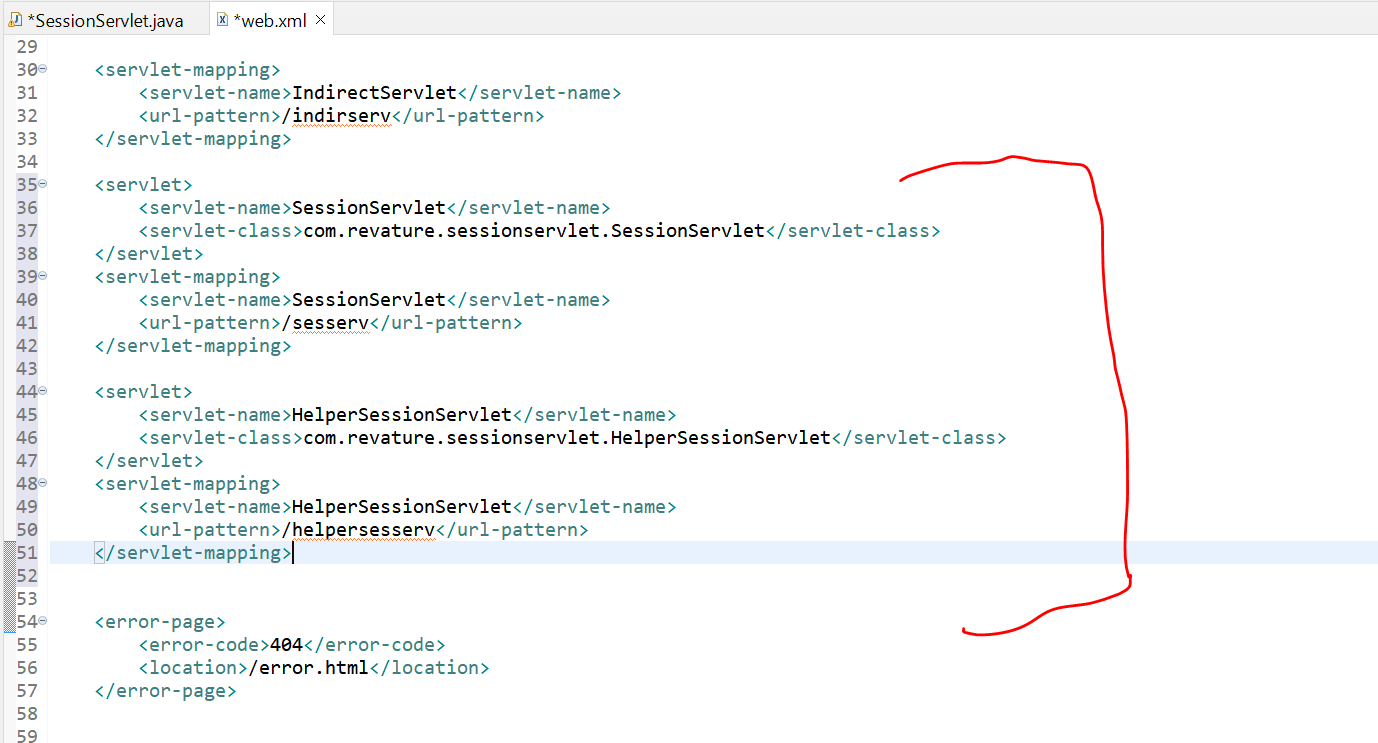 *SessionServlet.java *web.xml
29
30 <servlet-mapping>
31 <servlet-name>IndirectServlet</servlet-name>
32 <url-pattern>/indirserv</url-pattern>
33 </servlet-mapping>
34
35 <servlet>
36 <servlet-name>SessionServlet</servlet-name>
37 <servlet-class>com.revature.sessionservlet.SessionServlet</servlet-class>
38 </servlet>
39 <servlet-mapping>
40 <servlet-name>SessionServlet</servlet-name>
41 <url-pattern>/sesserv</url-pattern>
42 </servlet-mapping>
43
44 <servlet>
45 <servlet-name>HelperSessionServlet</servlet-name>
46 <servlet-class>com.revature.sessionservlet.HelperSessionServlet</servlet-class>
47 </servlet>
48 <servlet-mapping>
49 <servlet-name>HelperSessionServlet</servlet-name>
50 <url-pattern>/helpersesserv</url-pattern>
51 </servlet-mapping>
52
53
54 <error-page>
55 <error-code>404</error-code>
56 <location>/error.html</location>
57 </error-page>
58
59